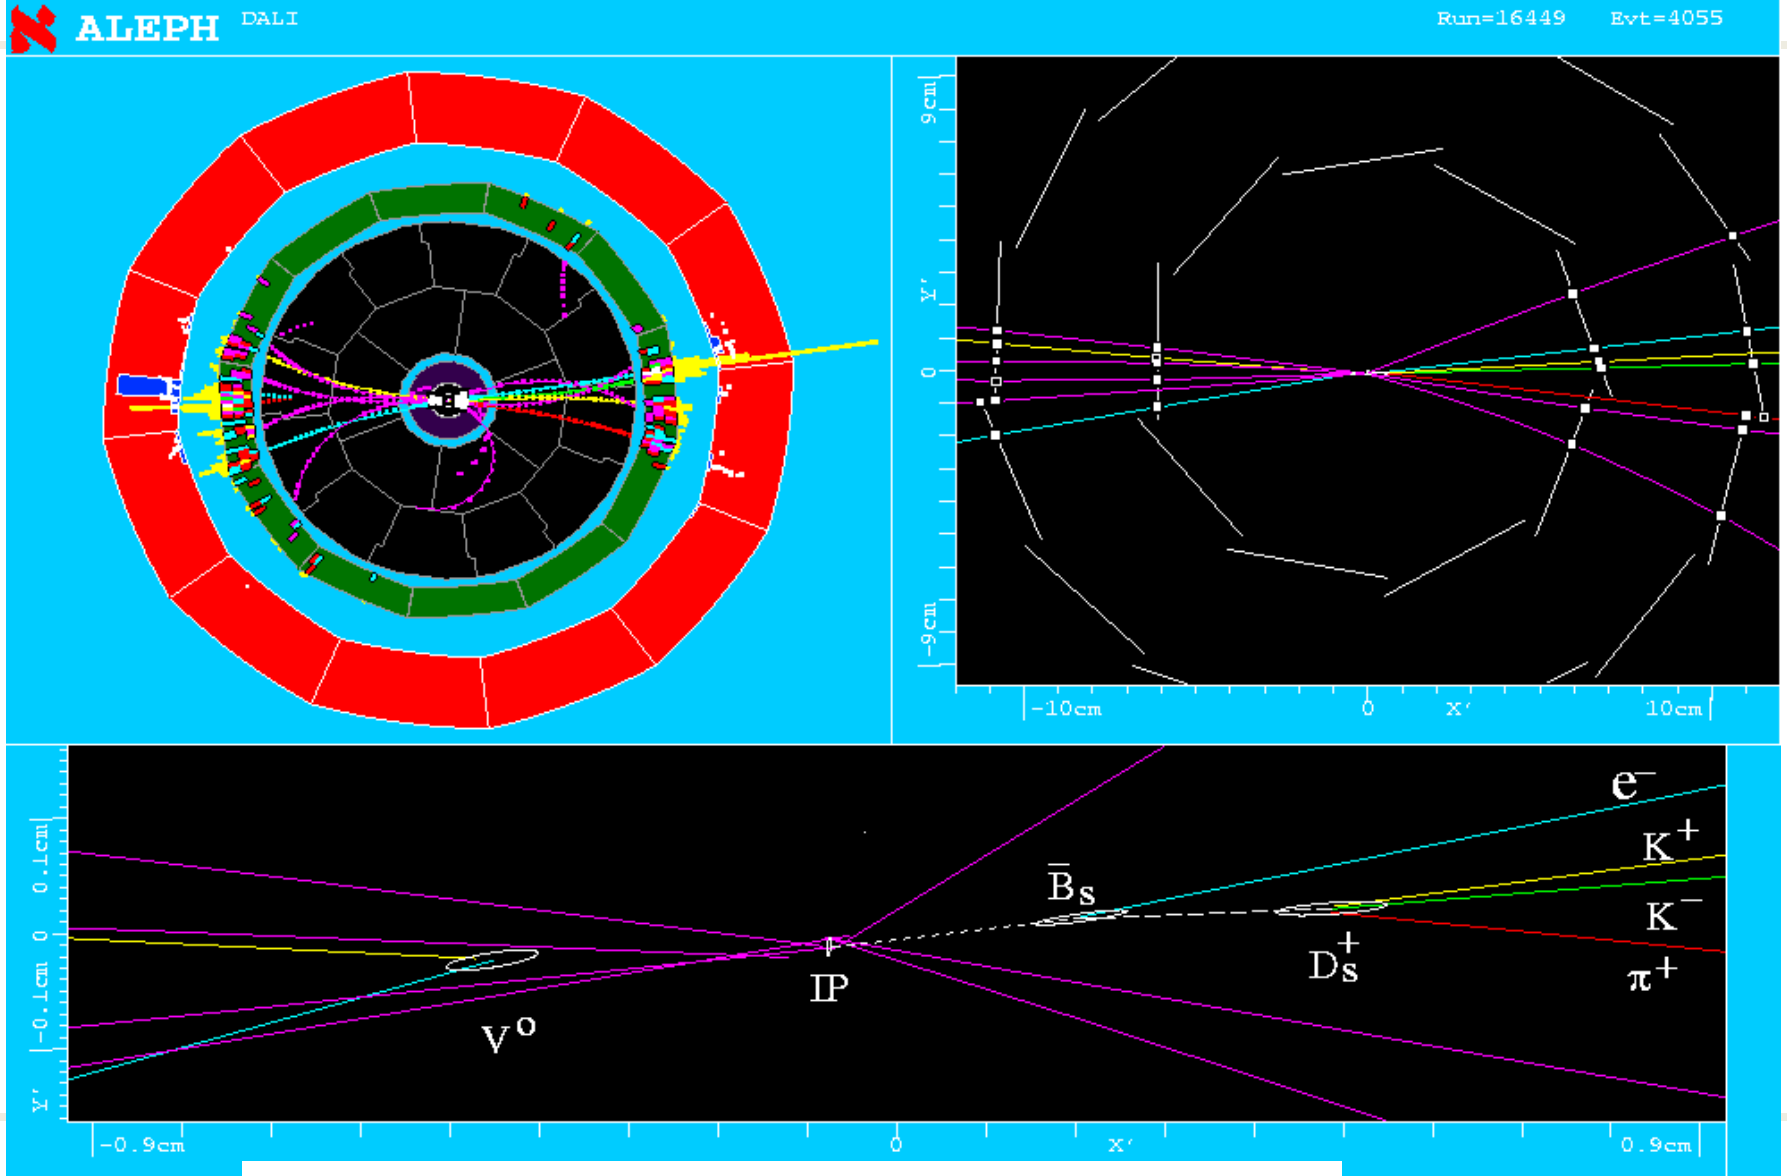 ALEPH DALI Run=16449 Evt=4055
9cm|
Y'
0
|-9cm
|-10cm 0 X' 10cm|
0.1cm|
0
|-0.1cm
Y'
e⁻
K⁺
B̅s
K⁻
D⁺s
π⁺
IP
V⁰
|-0.9cm 0 X' 0.9cm|